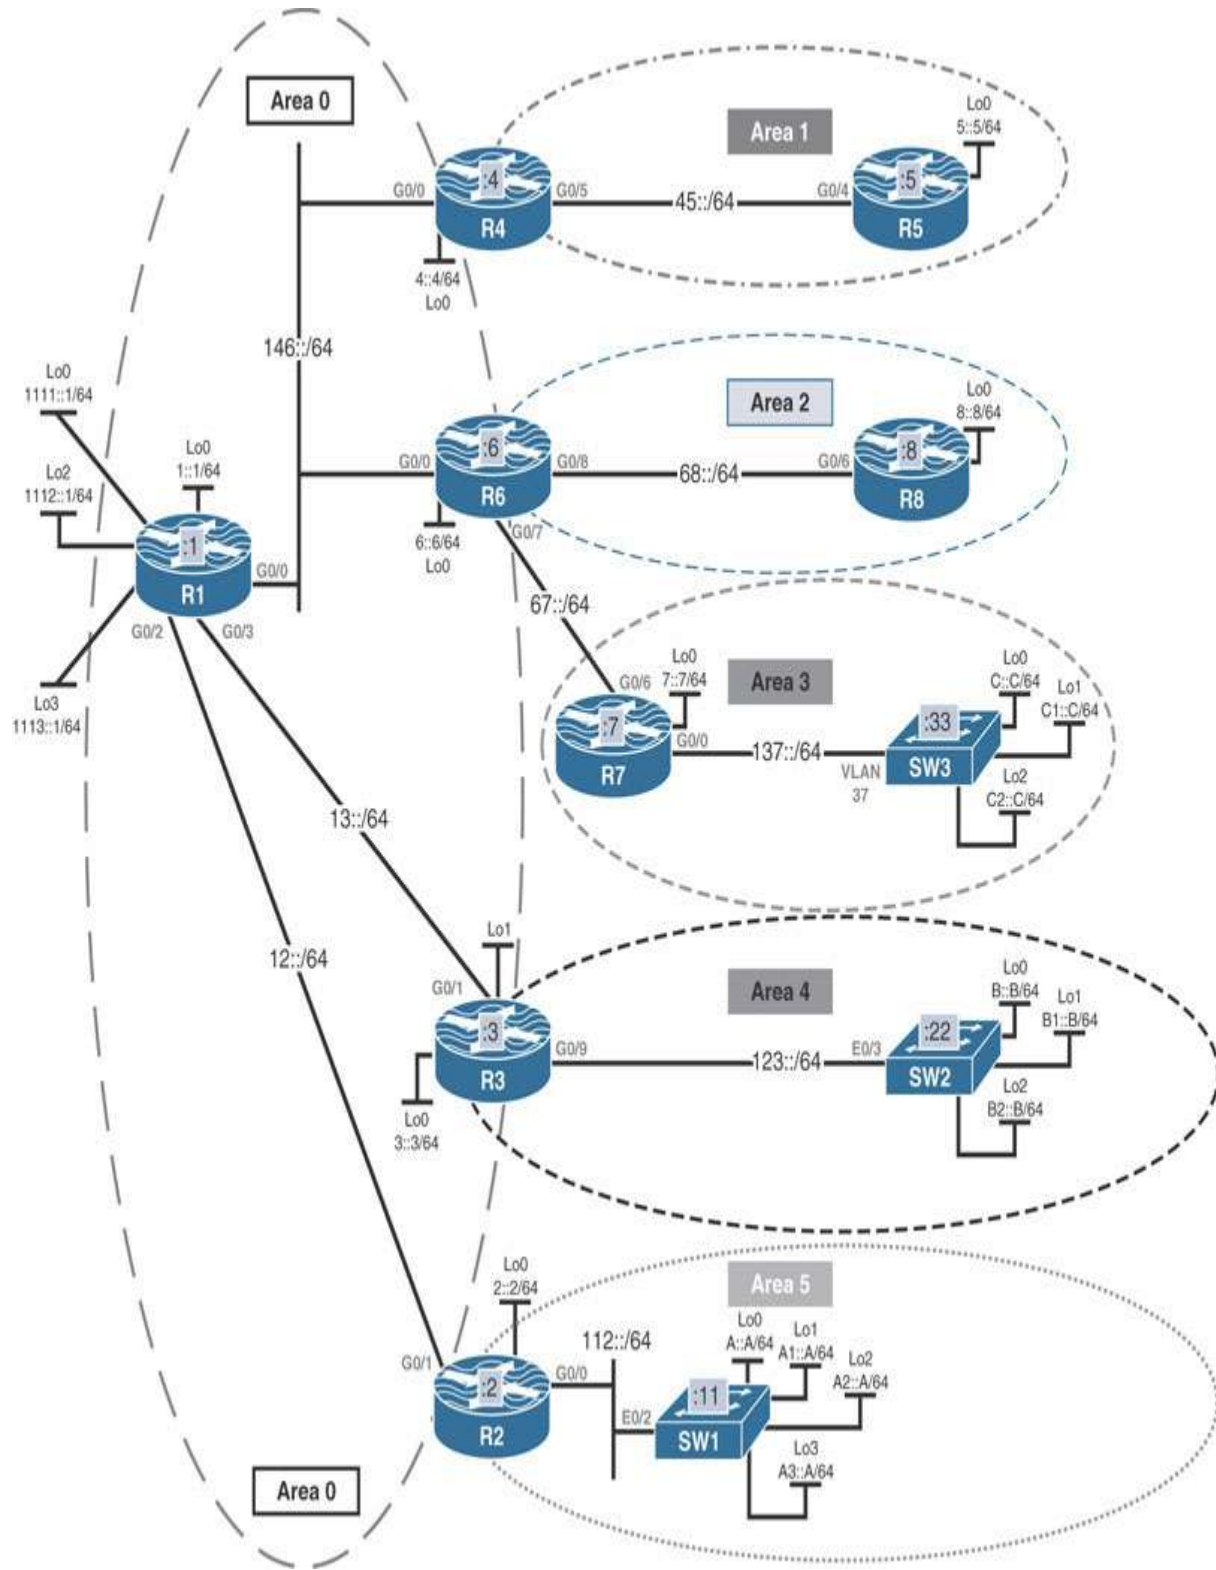 Area 0
Area 1
Lo0
5::5/64
G0/0
:4
R4
G0/5
45::/64
G0/4
:5
R5
4::4/64
Lo0
146::/64
Lo0
1111::1/64
Lo2
1112::1/64
Lo0
1::1/64
:1
R1
G0/0
G0/2
G0/3
Lo3
1113::1/64
Area 2
Lo0
8::8/64
G0/0
:6
R6
G0/8
68::/64
G0/6
:8
R8
6::6/64
Lo0
G0/7
67::/64
Area 3
Lo0
7::7/64
G0/6
:7
R7
G0/0
137::/64
VLAN
37
:33
SW3
Lo0
C::C/64
Lo1
C1::C/64
Lo2
C2::C/64
13::/64
12::/64
Area 4
Lo1
G0/1
:3
R3
G0/9
Lo0
3::3/64
123::/64
E0/3
:22
SW2
Lo0
B::B/64
Lo1
B1::B/64
Lo2
B2::B/64
Area 5
Lo0
2::2/64
G0/1
:2
R2
G0/0
112::/64
E0/2
:11
SW1
Lo0
A::A/64
Lo1
A1::A/64
Lo2
A2::A/64
Lo3
A3::A/64
Area 0